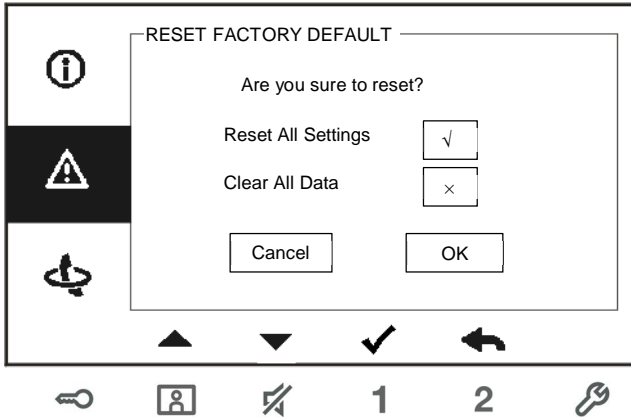 RESET FACTORY DEFAULT
Are you sure to reset?
Reset All Settings √
Clear All Data ×
Cancel OK
1 2